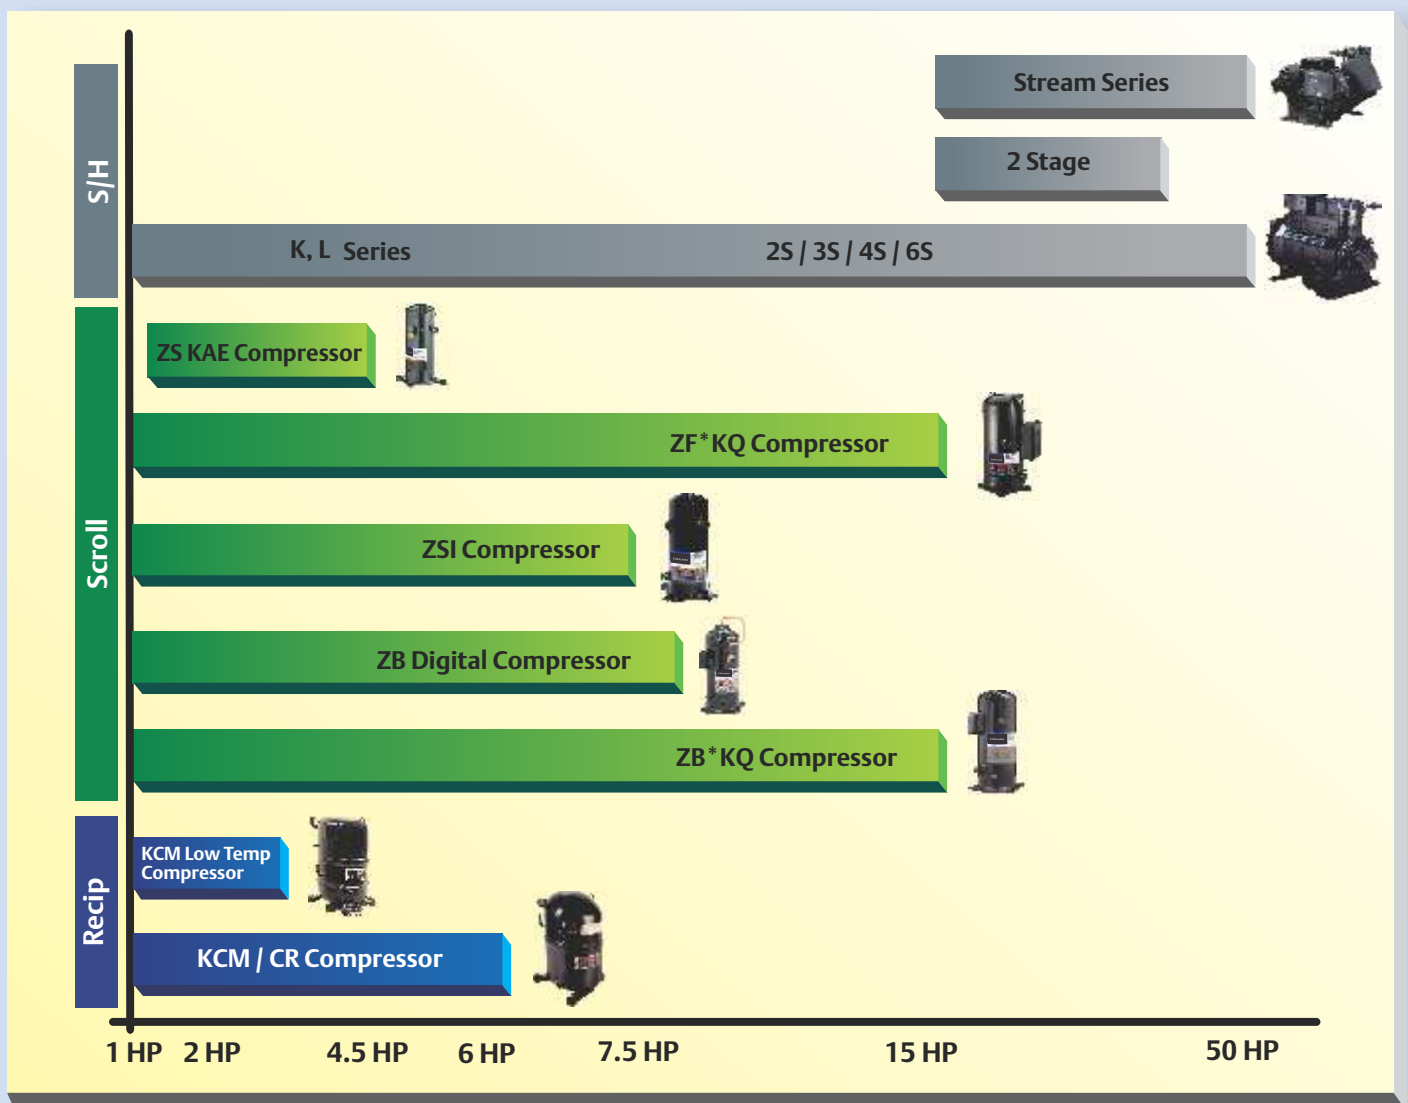 Stream Series
2 Stage
S/H
K, L Series 2S / 3S / 4S / 6S
ZS KAE Compressor
ZF*KQ Compressor
Scroll
ZSI Compressor
ZB Digital Compressor
ZB*KQ Compressor
Recip
KCM Low Temp
Compressor
KCM / CR Compressor
1 HP 2 HP 4.5 HP 6 HP 7.5 HP 15 HP 50 HP